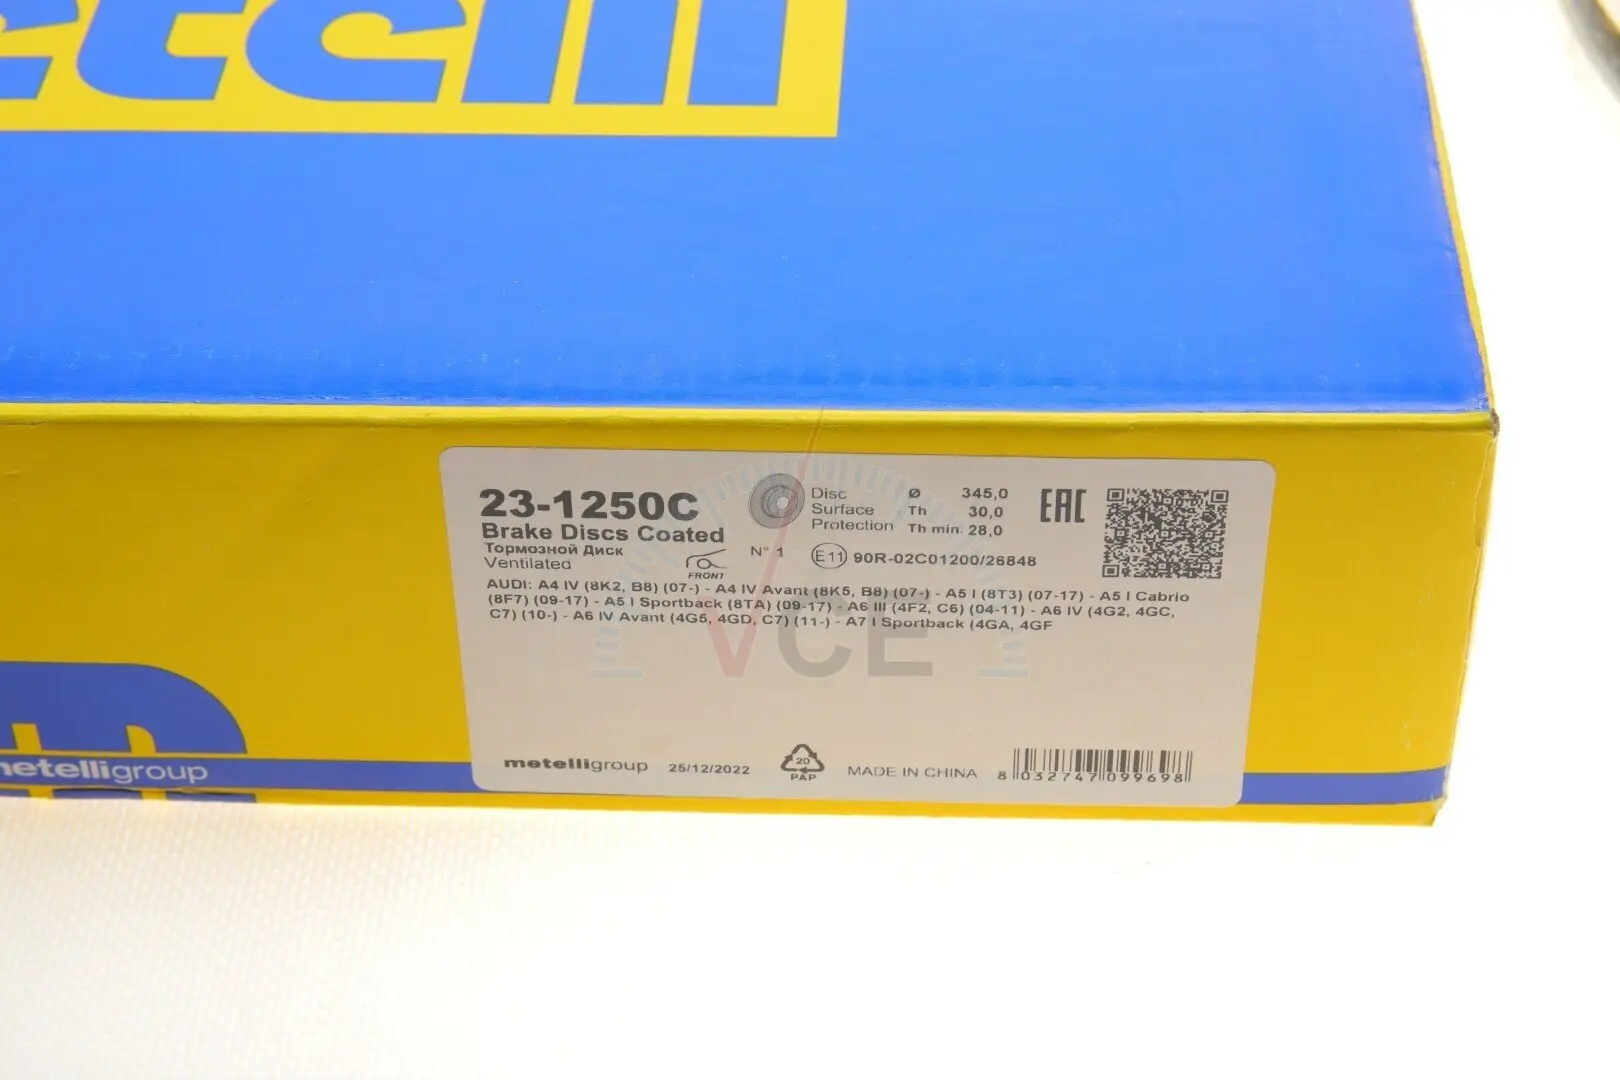 etelli
23-1250C
Brake Discs Coated
Тормозной Диск
Ventilated
FRONT
N° 1
Disc Ø 345,0
Surface Th 30,0
Protection Th min. 28,0
EAC
E11 90R-02C01200/26848
AUDI: A4 IV (8K2, B8) (07-) - A4 IV Avant (8K5, B8) (07-) - A5 I (8T3) (07-17) - A5 I Cabrio
(8F7) (09-17) - A5 I Sportback (8TA) (09-17) - A6 III (4F2, C6) (04-11) - A6 IV (4G2, 4GC,
C7) (10-) - A6 IV Avant (4G5, 4GD, C7) (11-) - A7 I Sportback (4GA, 4GF
VCE
metelligroup 25/12/2022 20 PAP MADE IN CHINA 8 032747 099698
metelligroup